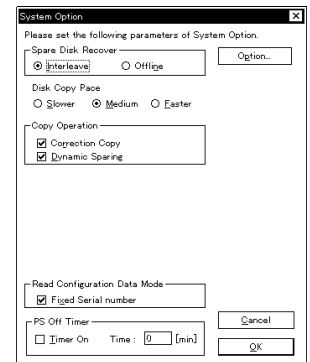 System Option
Please set the following parameters of System Option.
Spare Disk Recover
Interleave Offline
Option...
Disk Copy Pace
Slower Medium Faster
Copy Operation
Correction Copy
Dynamic Sparing
Read Configuration Data Mode
Fixed Serial number
PS Off Timer
Timer On Time : 0 [min]
Cancel
OK